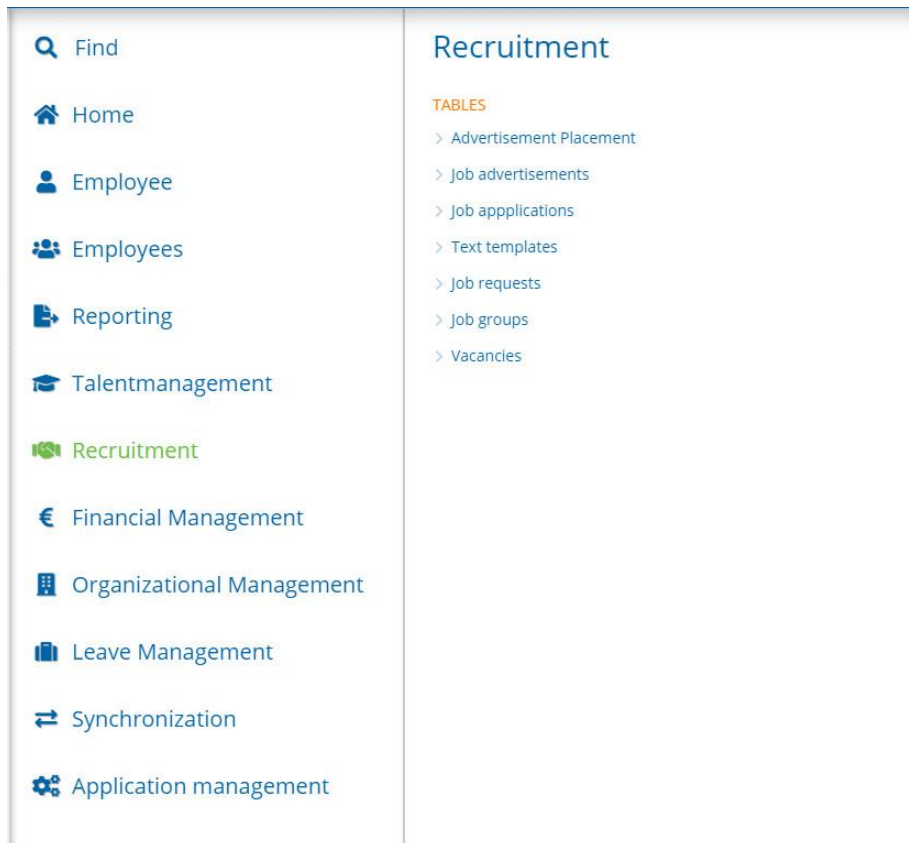 Find
Home
Employee
Employees
Reporting
Talentmanagement
Recruitment
Financial Management
Organizational Management
Leave Management
Synchronization
Application management
Recruitment
TABLES
Advertisement Placement
Job advertisements
Job appplications
Text templates
Job requests
Job groups
Vacancies